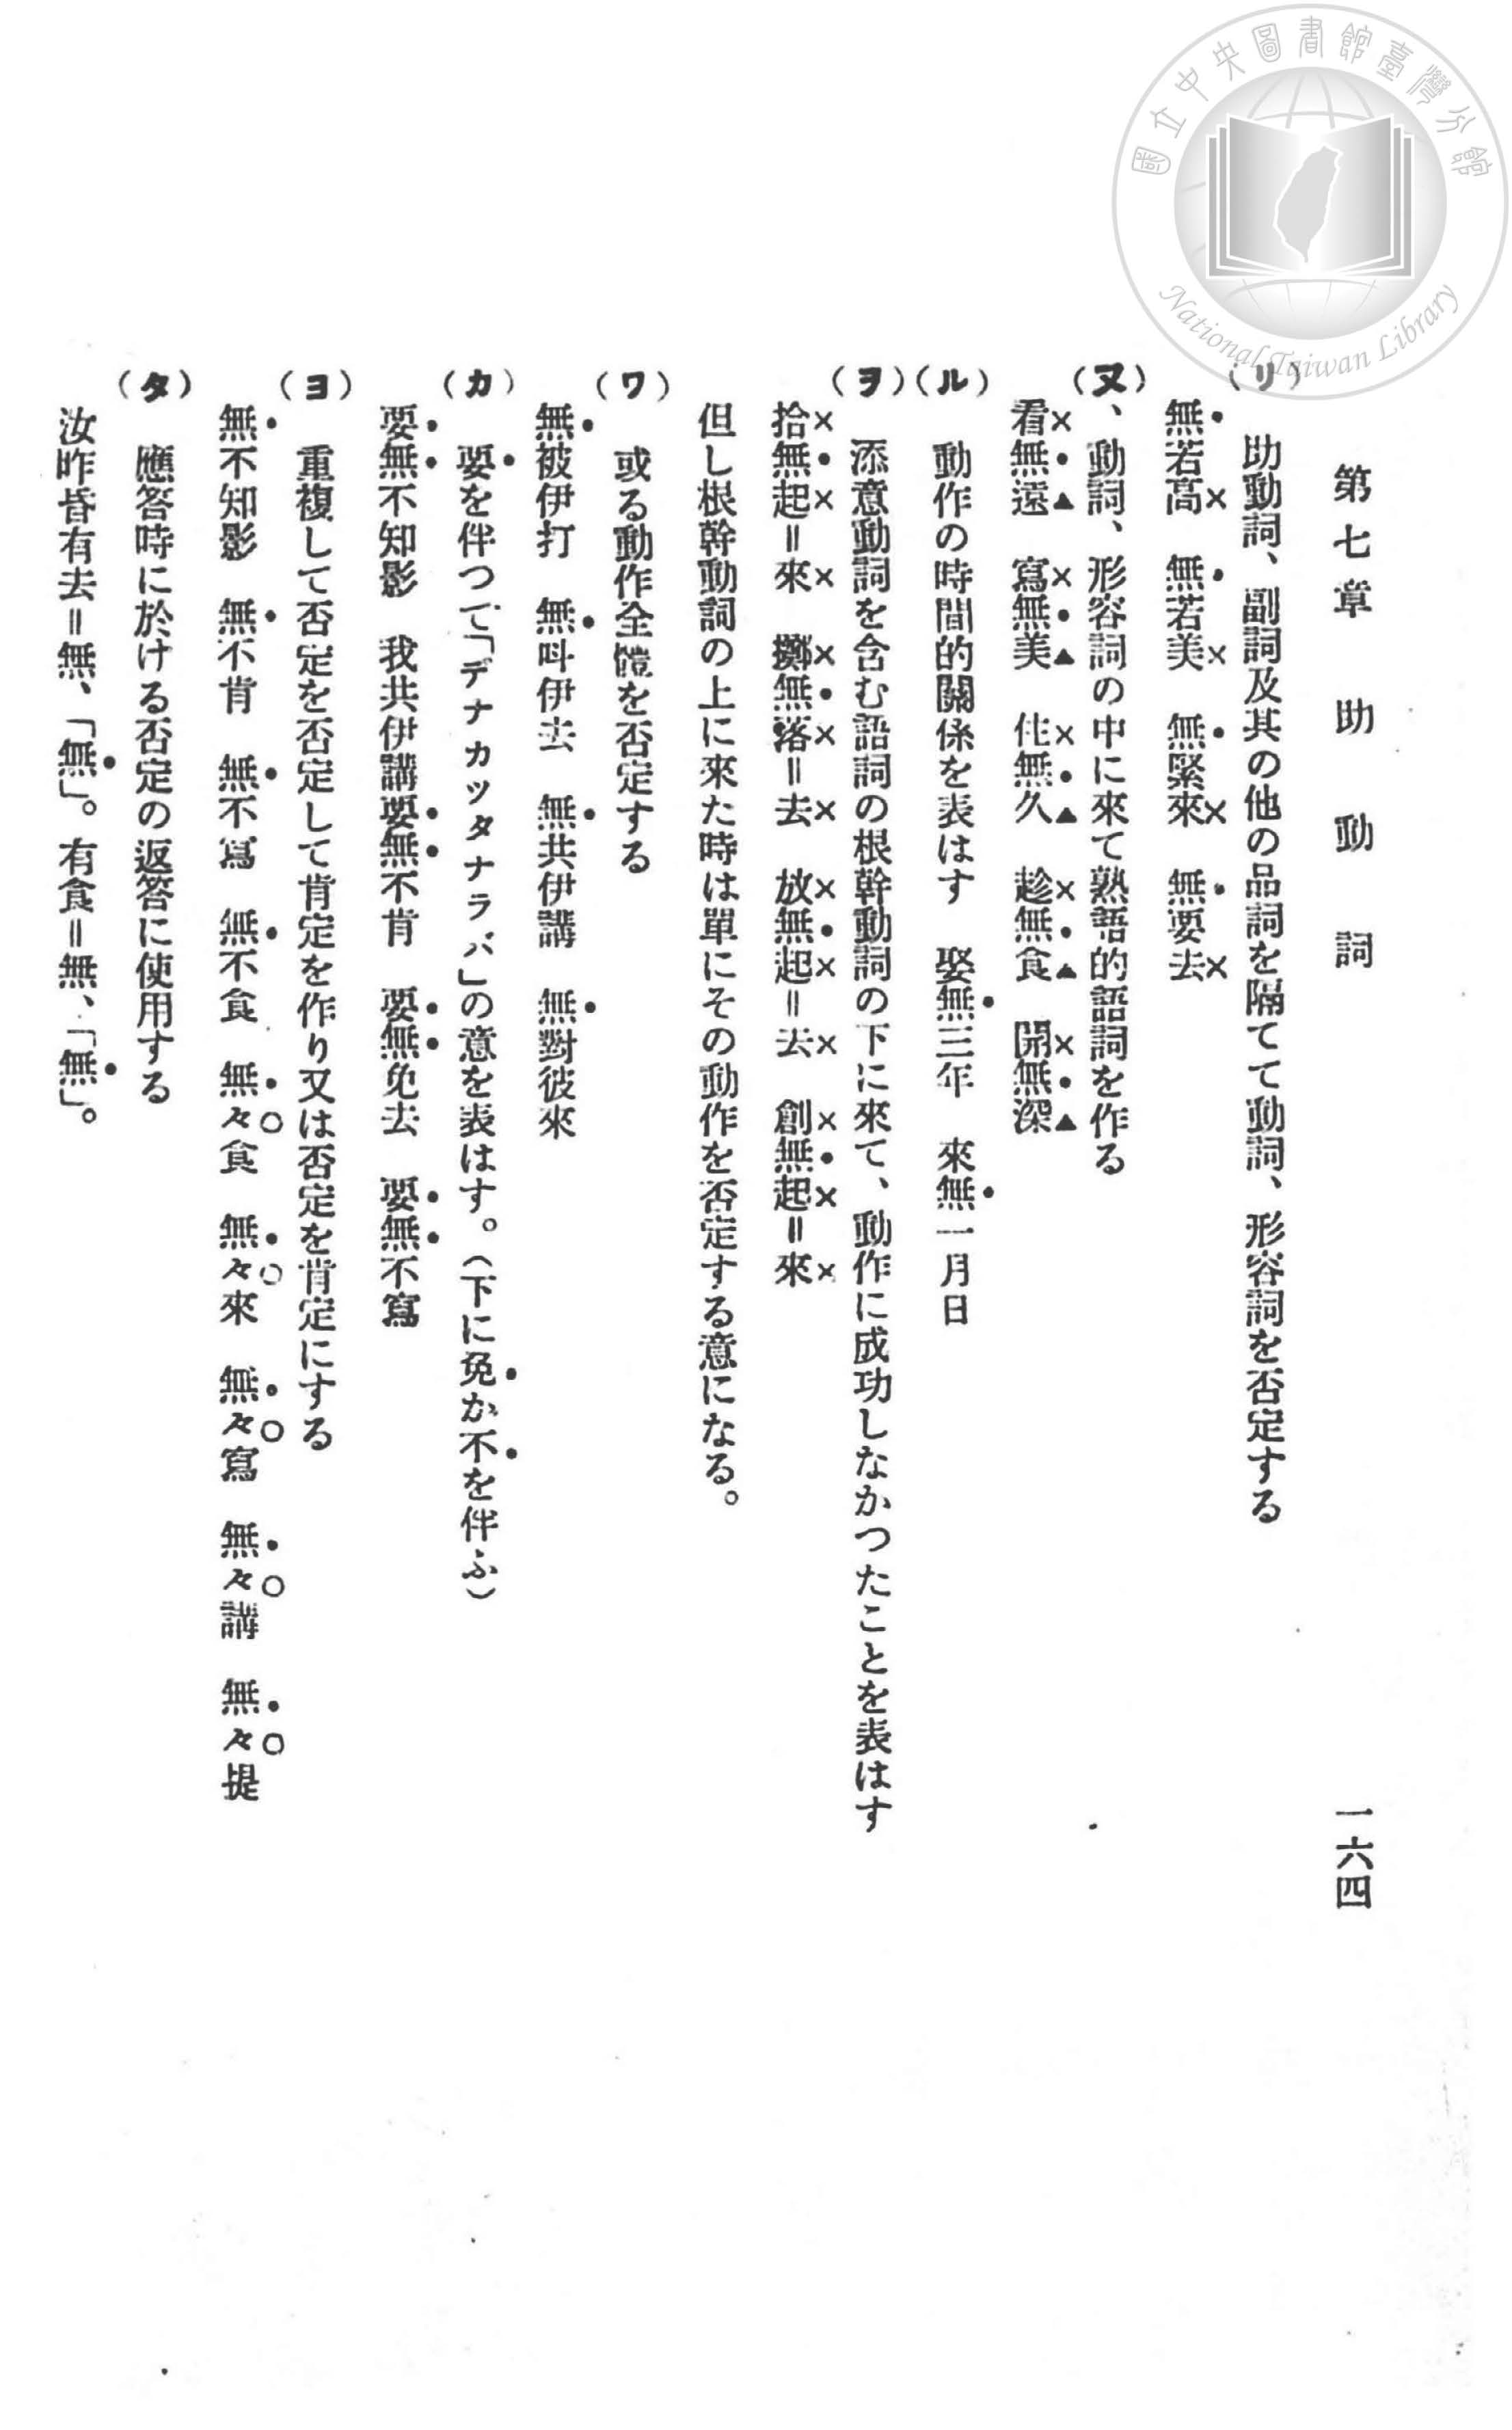 國立中央圖書館臺灣分館
National Taiwan Library
第七章　助動詞　一六四
(リ)　助動詞、副詞及其の他の品詞を隔てて動詞、形容詞を否定する
無若高　無若美　無緊來　無要去
(ヌ)、動詞、形容詞の中に來て熟語的語詞を作る
看無遠　寫無美　住無久　趁無食　開無深
(ル)　動作の時間的關係を表はす　娶無三年　來無一月日
(ヲ)　添意動詞を含む語詞の根幹動詞の下に來て、動作に成功しなかつたことを表はす
拾無起＝來　擲無落＝去　放無起＝去　創無起＝來
但し根幹動詞の上に來た時は單にその動作を否定する意になる。
(ワ)　或る動作全體を否定する
無被伊打　無叫伊去　無共伊講　無對彼來
(カ)　要を伴つて「デナカッタナラバ」の意を表はす。(下に免か不を伴ふ)
要無不知影　我共伊講要無不肯　要無免去　要無不寫
(ヨ)　重複して否定を否定して肯定を作り又は否定を肯定にする
無不知影　無不肯　無不寫　無不食　無々食　無々來　無々寫　無々講　無々提
(タ)　應答時に於ける否定の返答に使用する
汝昨昏有去＝無、「無」。有食＝無、「無」。